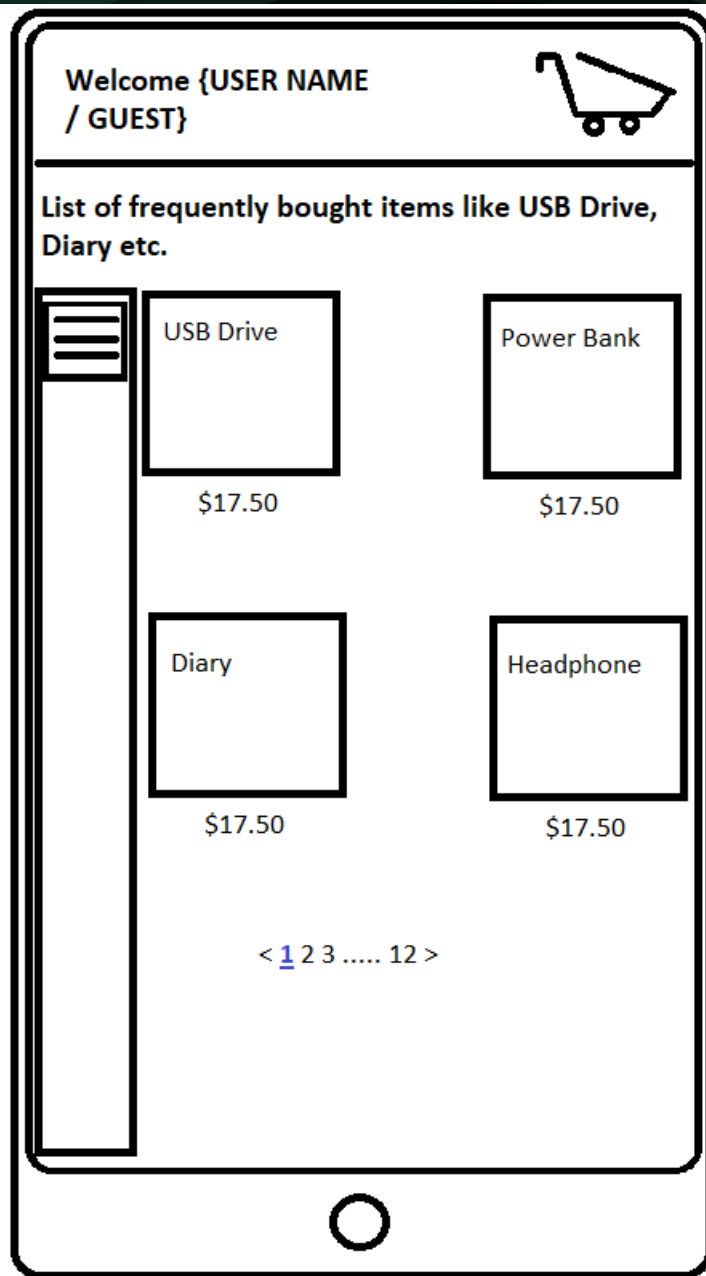 Welcome {USER NAME
/ GUEST}
List of frequently bought items like USB Drive,
Diary etc.
USB Drive
Power Bank
$17.50
$17.50
Diary
Headphone
$17.50
$17.50
< 1 2 3 ..... 12 >